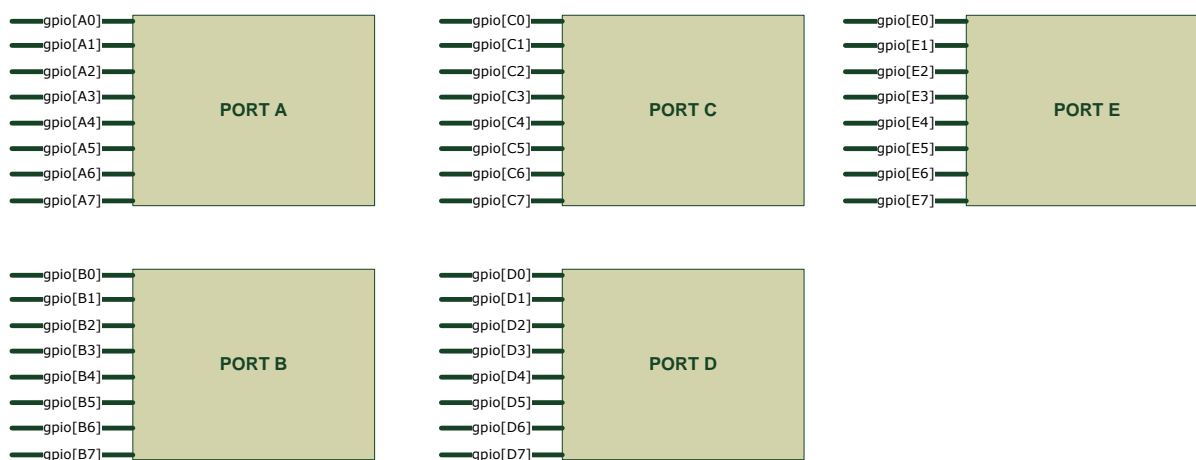 gpio[A0]
gpio[A1]
gpio[A2]
gpio[A3]
gpio[A4]
gpio[A5]
gpio[A6]
gpio[A7]
PORT A
gpio[C0]
gpio[C1]
gpio[C2]
gpio[C3]
gpio[C4]
gpio[C5]
gpio[C6]
gpio[C7]
PORT C
gpio[E0]
gpio[E1]
gpio[E2]
gpio[E3]
gpio[E4]
gpio[E5]
gpio[E6]
gpio[E7]
PORT E
gpio[B0]
gpio[B1]
gpio[B2]
gpio[B3]
gpio[B4]
gpio[B5]
gpio[B6]
gpio[B7]
PORT B
gpio[D0]
gpio[D1]
gpio[D2]
gpio[D3]
gpio[D4]
gpio[D5]
gpio[D6]
gpio[D7]
PORT D